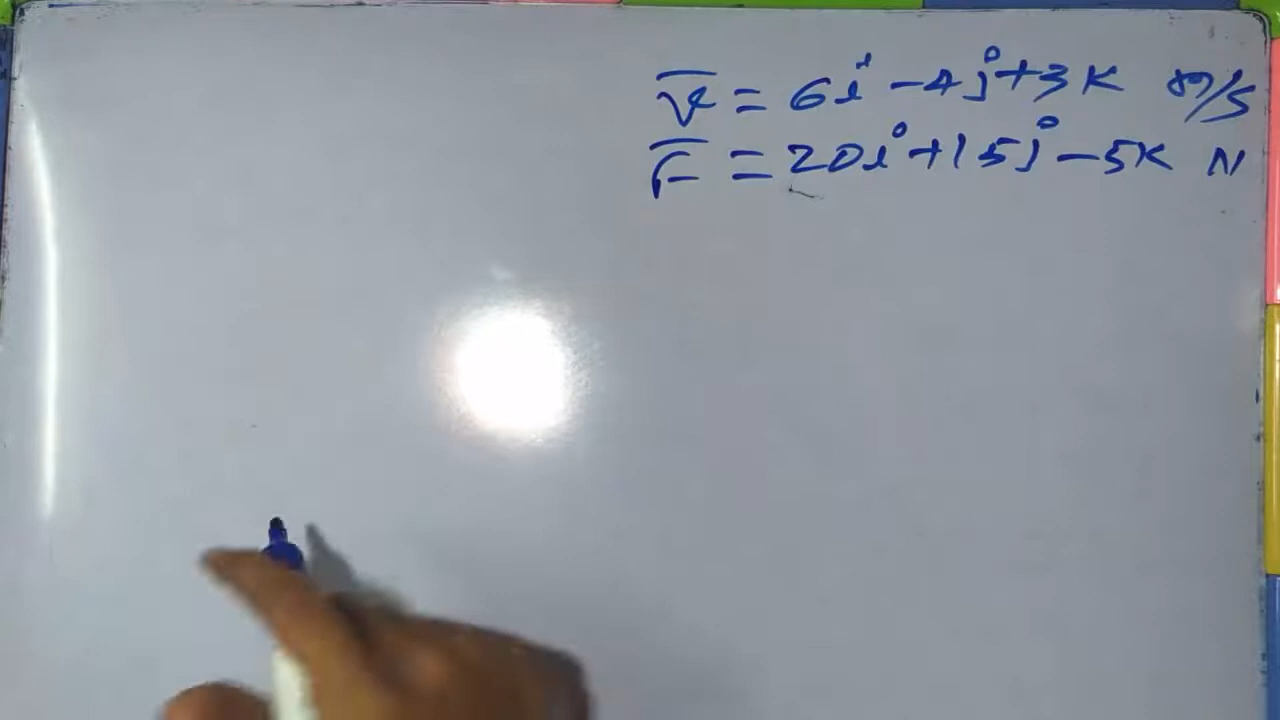 v̅ = 6i - 4j + 3k m/s
F̅ = 20i + 15j - 5k N